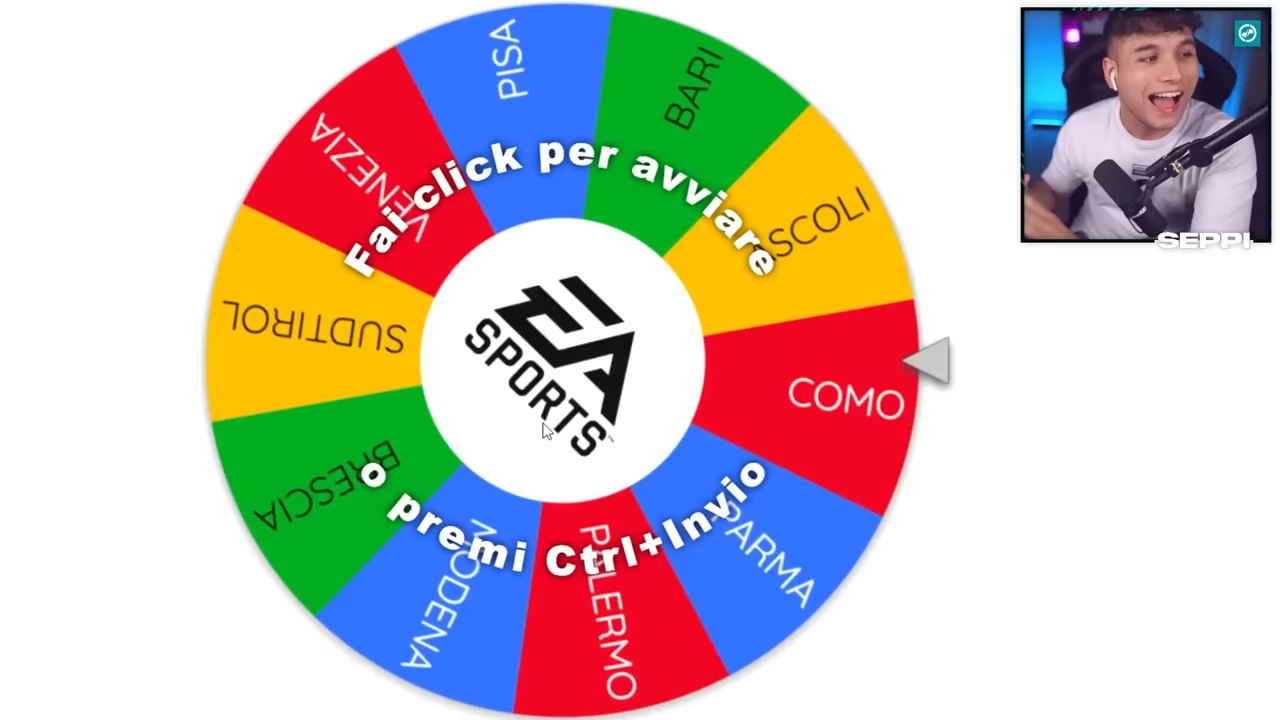 PISA
BARI
ASCOLI
COMO
PARMA
PALERMO
MODENA
BRESCIA
SUDTIROL
VENEZIA
Fai click per avviare
o premi Ctrl+Invio
EA
SPORTS™
SEPPI